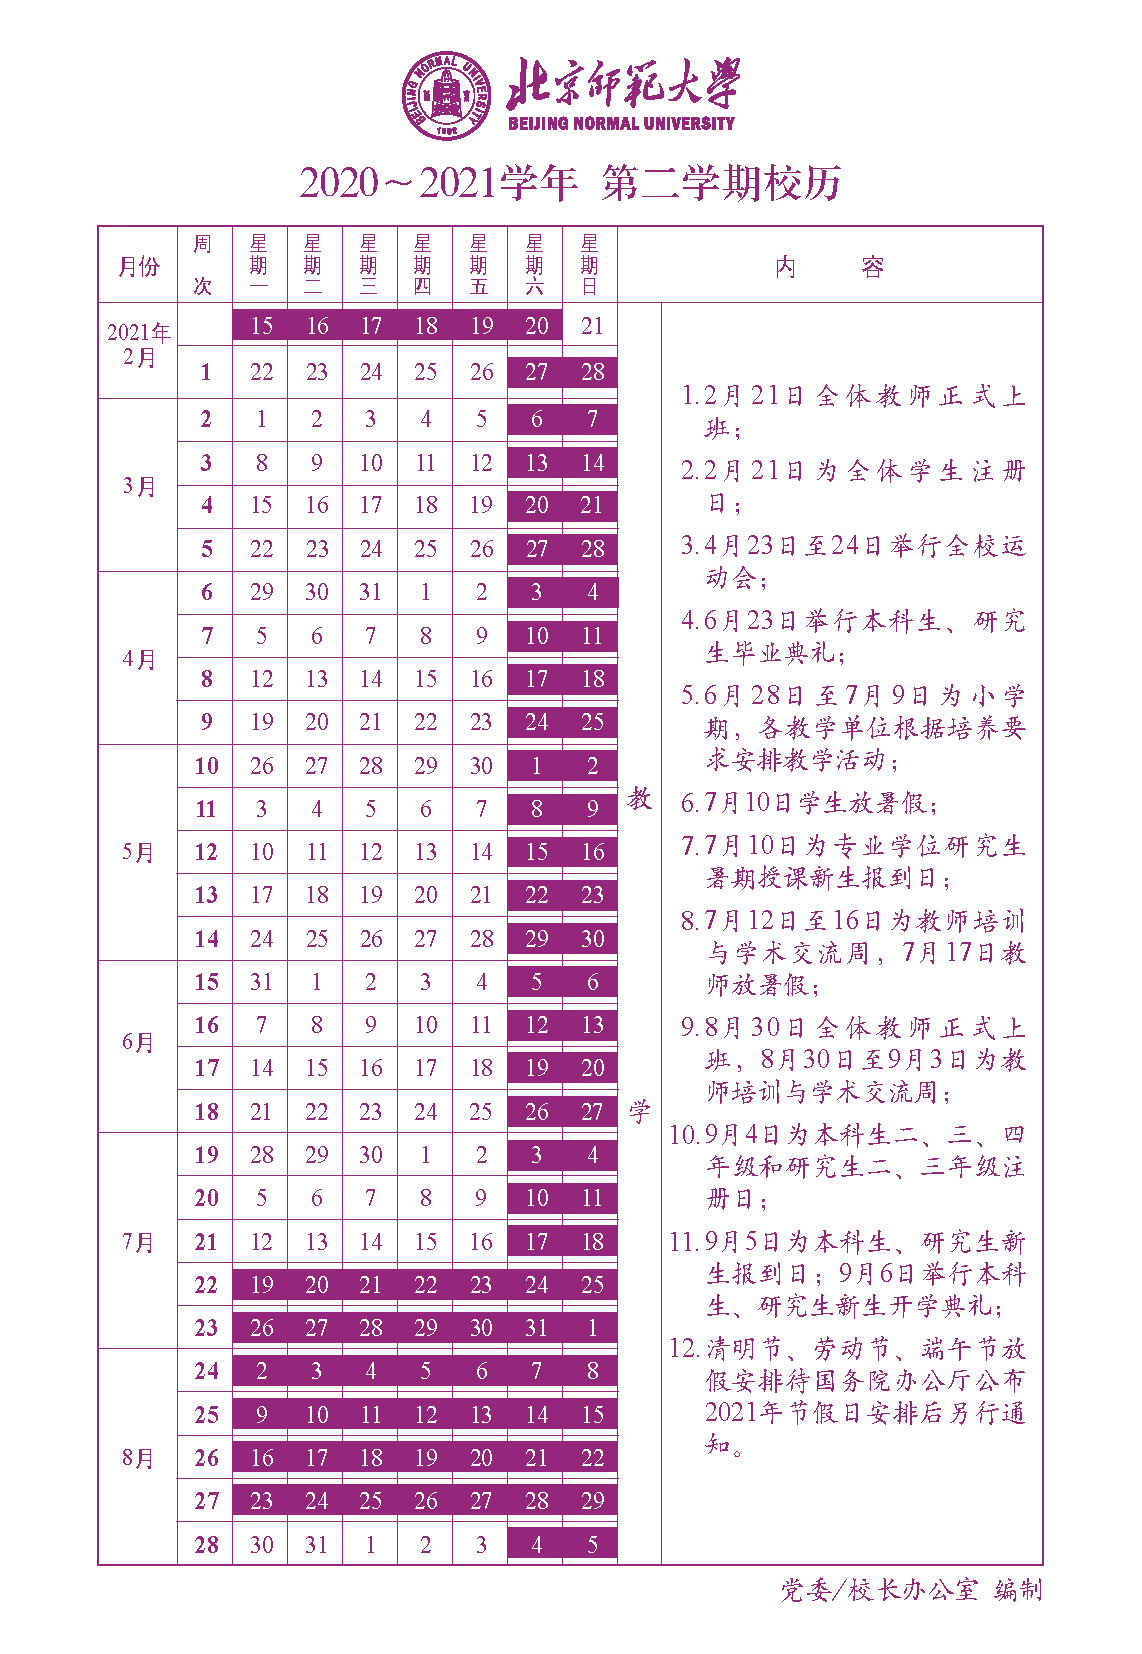 BEIJING NORMAL UNIVERSITY
1902
北京师範大學
BEIJING NORMAL UNIVERSITY
2020～2021学年 第二学期校历
月份 周次 星期一 星期二 星期三 星期四 星期五 星期六 星期日 内 容
2021年
2月
15 16 17 18 19 20 21
1 22 23 24 25 26 27 28
3月
2 1 2 3 4 5 6 7
3 8 9 10 11 12 13 14
4 15 16 17 18 19 20 21
5 22 23 24 25 26 27 28
4月
6 29 30 31 1 2 3 4
7 5 6 7 8 9 10 11
8 12 13 14 15 16 17 18
9 19 20 21 22 23 24 25
5月
10 26 27 28 29 30 1 2
11 3 4 5 6 7 8 9
12 10 11 12 13 14 15 16
13 17 18 19 20 21 22 23
14 24 25 26 27 28 29 30
6月
15 31 1 2 3 4 5 6
16 7 8 9 10 11 12 13
17 14 15 16 17 18 19 20
18 21 22 23 24 25 26 27
7月
19 28 29 30 1 2 3 4
20 5 6 7 8 9 10 11
21 12 13 14 15 16 17 18
22 19 20 21 22 23 24 25
23 26 27 28 29 30 31 1
8月
24 2 3 4 5 6 7 8
25 9 10 11 12 13 14 15
26 16 17 18 19 20 21 22
27 23 24 25 26 27 28 29
28 30 31 1 2 3 4 5
教
学
1.2月21日全体教师正式上
班；
2.2月21日为全体学生注册
日；
3.4月23日至24日举行全校运
动会；
4.6月23日举行本科生、研究
生毕业典礼；
5.6月28日至7月9日为小学
期，各教学单位根据培养要
求安排教学活动；
6.7月10日学生放暑假；
7.7月10日为专业学位研究生
暑期授课新生报到日；
8.7月12日至16日为教师培训
与学术交流周，7月17日教
师放暑假；
9.8月30日全体教师正式上
班，8月30日至9月3日为教
师培训与学术交流周；
10.9月4日为本科生二、三、四
年级和研究生二、三年级注
册日；
11.9月5日为本科生、研究生新
生报到日；9月6日举行本科
生、研究生新生开学典礼；
12.清明节、劳动节、端午节放
假安排待国务院办公厅公布
2021年节假日安排后另行通
知。
党委/校长办公室 编制